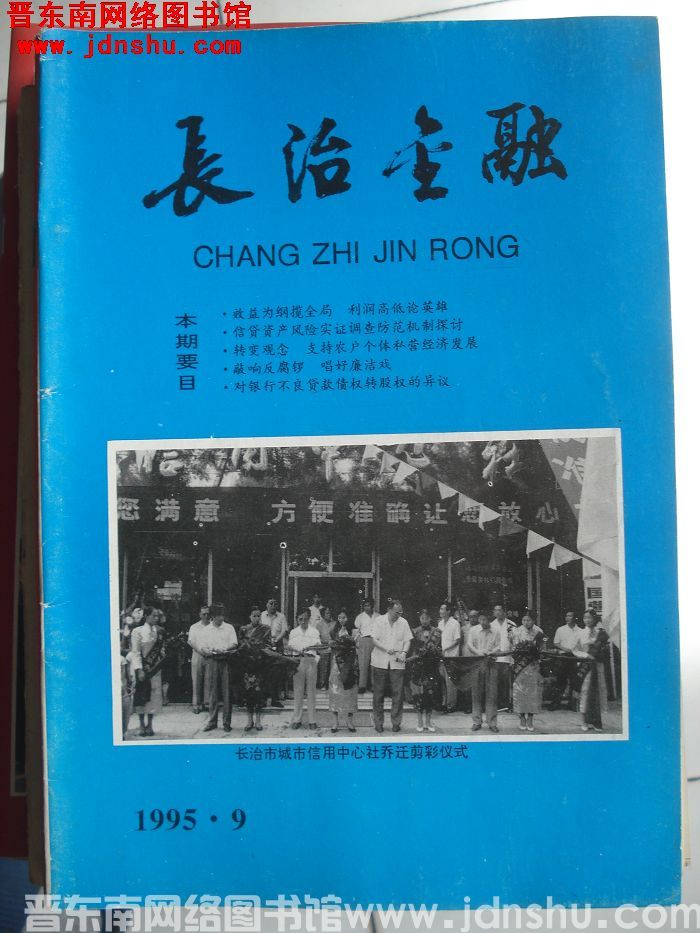 晋东南网络图书馆
www.jdnshu.com
長治金融
CHANG ZHI JIN RONG
本期要目
·效益为纲揽全局 利润高低论英雄
·信贷资产风险实证调查防范机制探讨
·转变观念 支持农户个体私营经济发展
·敲响反腐锣 唱好廉洁戏
·对银行不良贷款债权转股权的异议
您满意 方便准确让您放心
长治市城市信用中心社乔迁剪彩仪式
1995·9
晋东南网络图书馆www.jdnshu.com